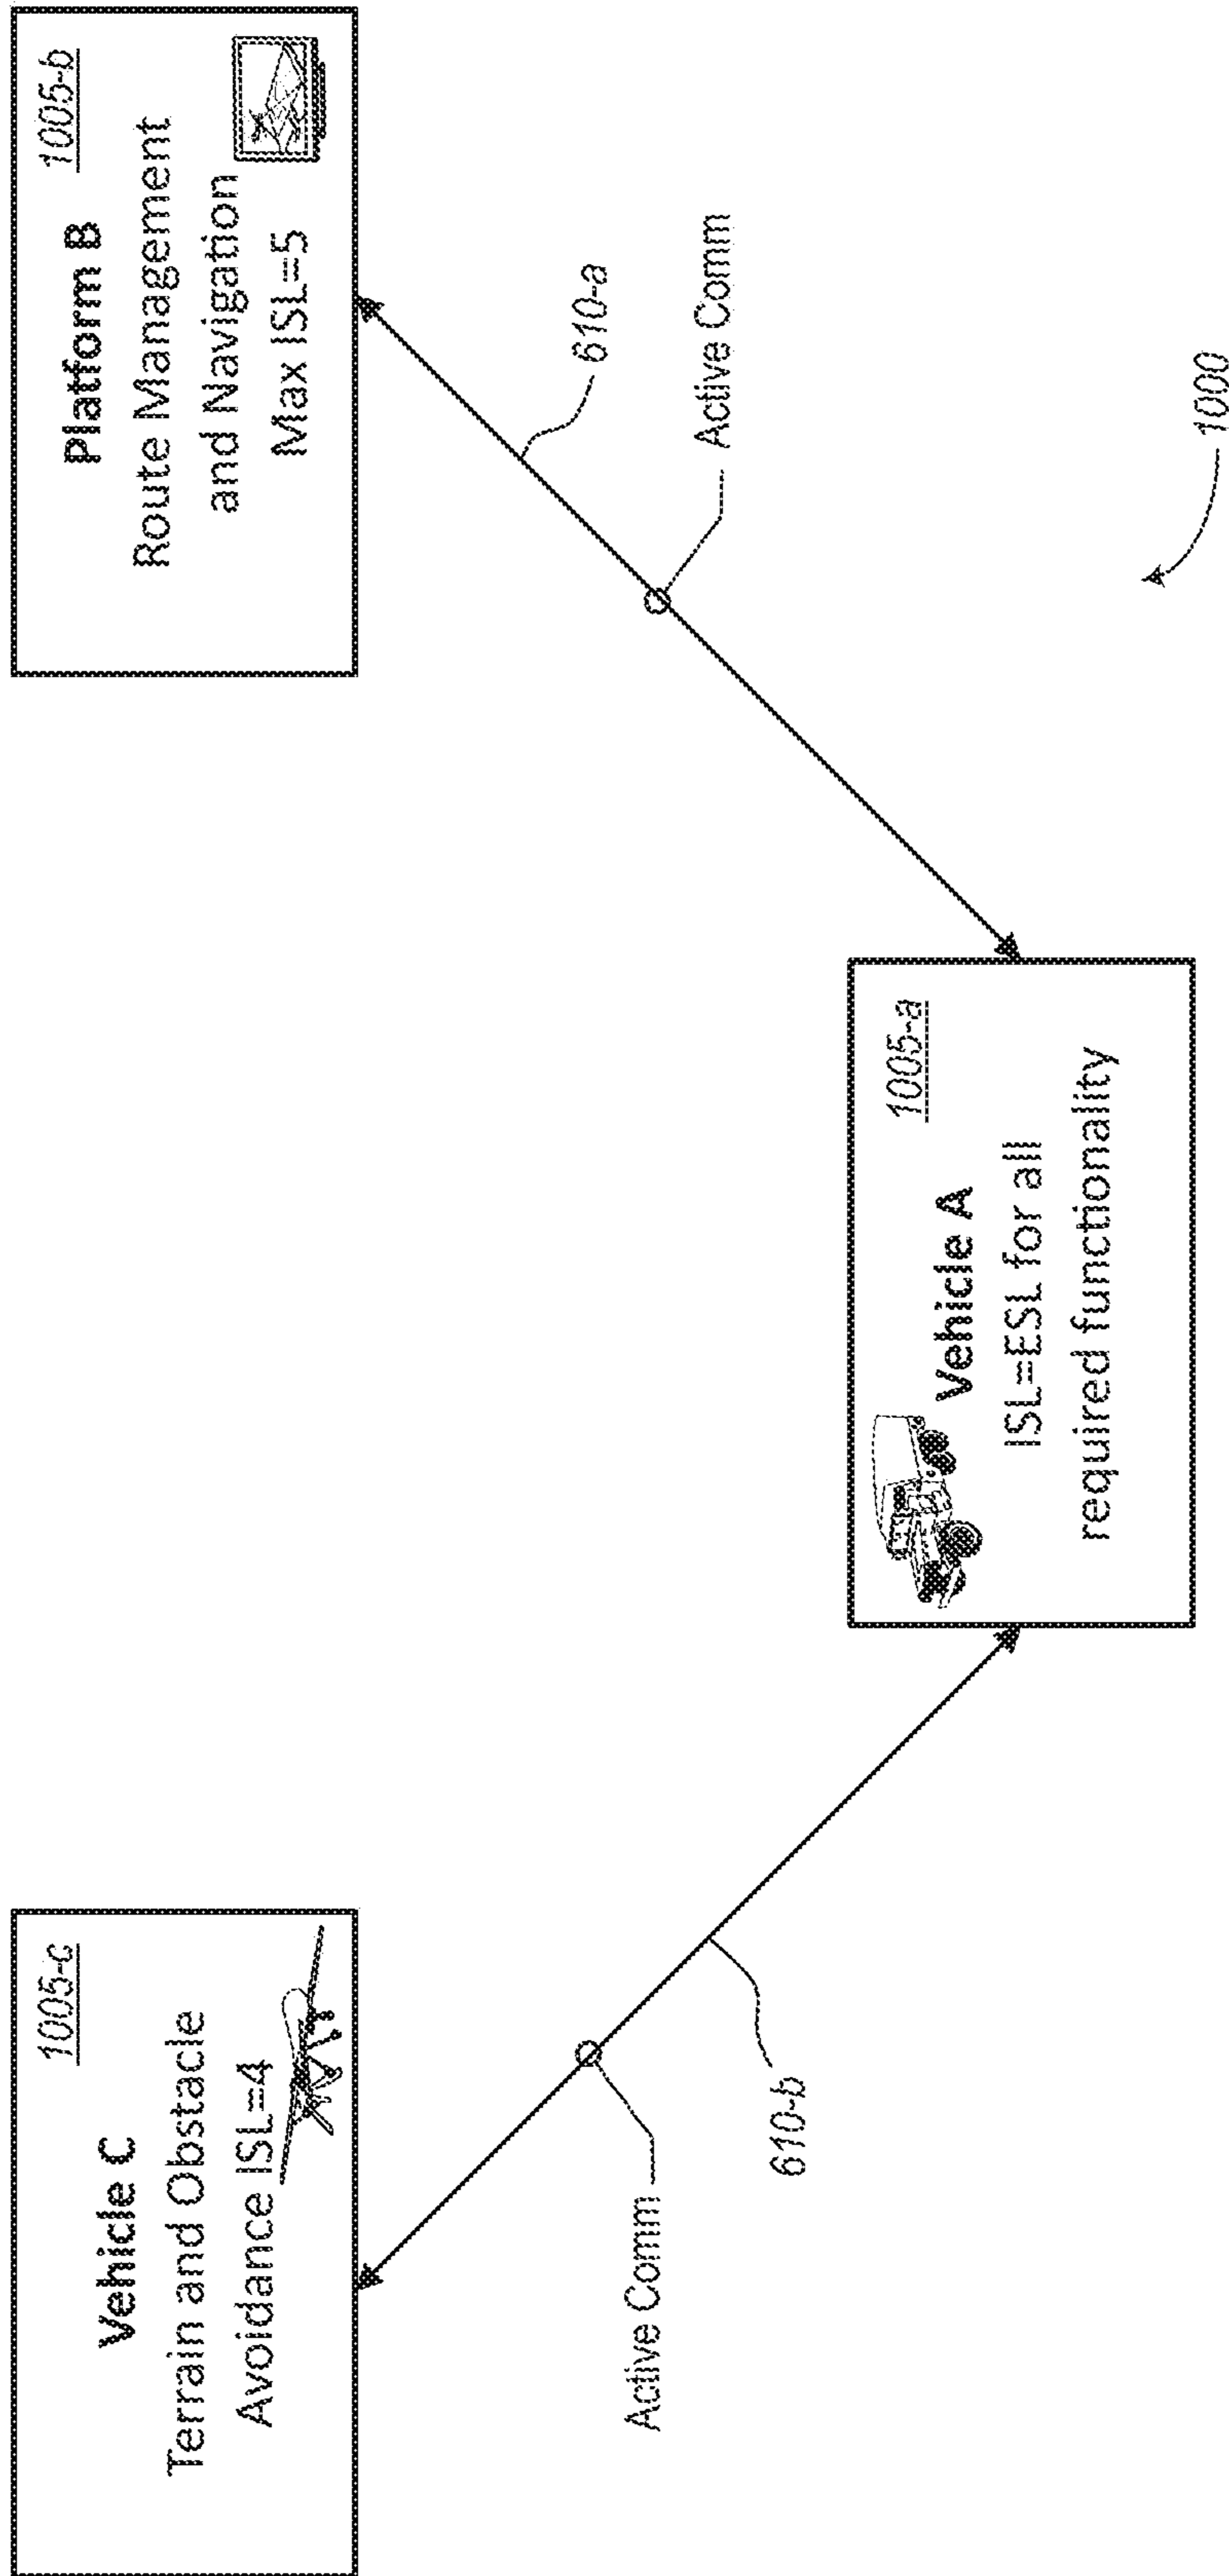 1005-c
Vehicle C
Terrain and Obstacle
Avoidance ISL=4
1005-b
Platform B
Route Management
and Navigation
Max ISL=5
Active Comm
610-b
610-a
Active Comm
1005-a
Vehicle A
ISL=ESL for all
required functionality
1000